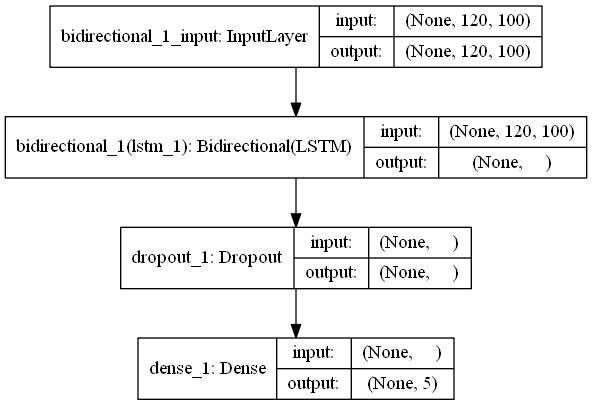 bidirectional_1_input: InputLayer
input: (None, 120, 100)
output: (None, 120, 100)
bidirectional_1(lstm_1): Bidirectional(LSTM)
input: (None, 120, 100)
output: (None, )
dropout_1: Dropout
input: (None, )
output: (None, )
dense_1: Dense
input: (None, )
output: (None, 5)